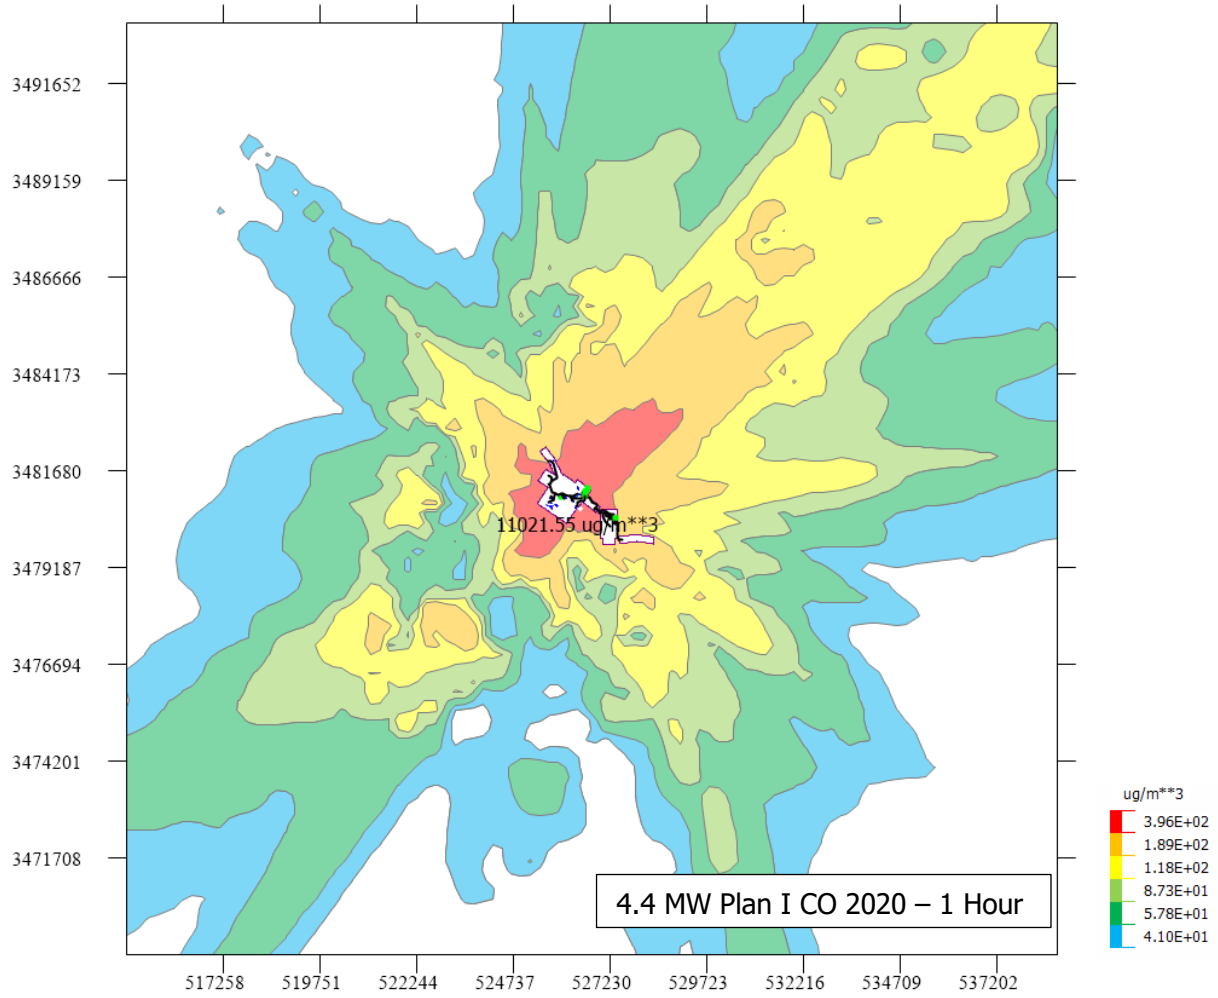 3491652
3489159
3486666
3484173
3481680
11021.55 ug/m**3
3479187
3476694
3474201
3471708
4.4 MW Plan I CO 2020 – 1 Hour
517258 519751 522244 524737 527230 529723 532216 534709 537202
ug/m**3
3.96E+02
1.89E+02
1.18E+02
8.73E+01
5.78E+01
4.10E+01